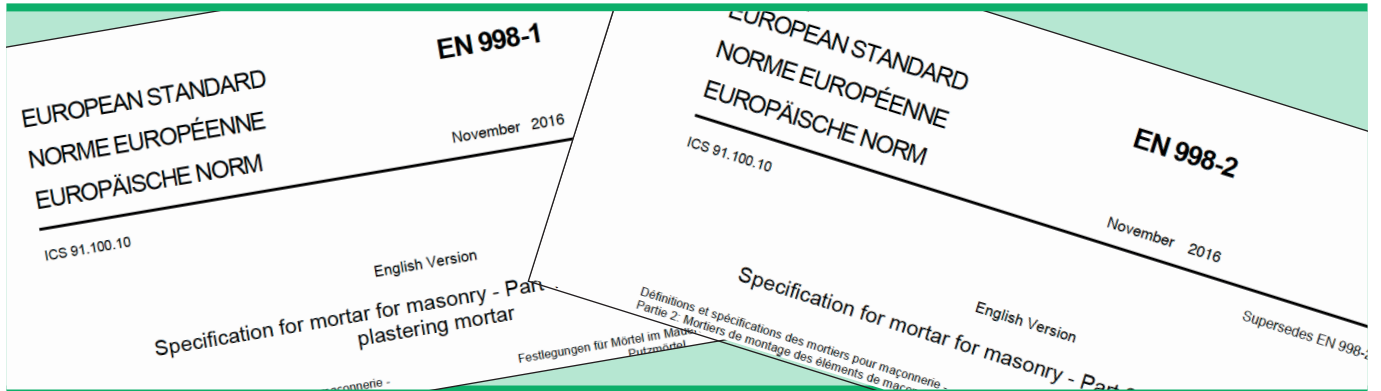 EN 998-1
EUROPEAN STANDARD
NORME EUROPÉENNE
EUROPÄISCHE NORM
November 2016
ICS 91.100.10
English Version
Specification for mortar for masonry - Part
plastering mortar
Festlegungen für Mörtel im
Putzmörtel
maçonnerie -
EUROPEAN STANDARD
NORME EUROPÉENNE
EUROPÄISCHE NORM
EN 998-2
ICS 91.100.10
November 2016
English Version
Supersedes EN 998-2
Specification for mortar for masonry - Part
Définitions et spécifications des mortiers pour maçonnerie -
Partie 2: Mortiers de montage des éléments de